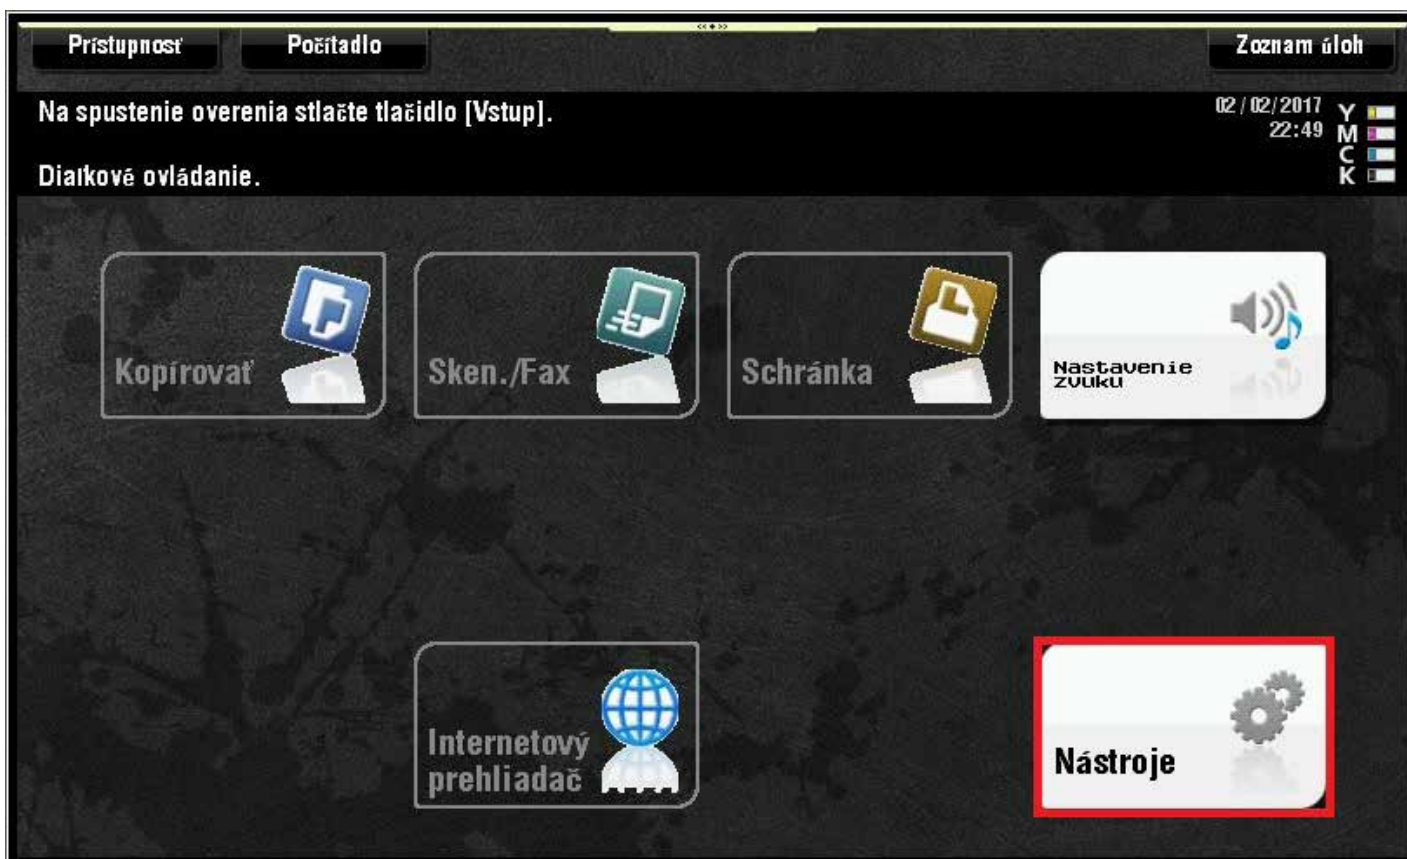 Prístupnosť
Počítadlo
Zoznam úloh
Na spustenie overenia stlačte tlačidlo [Vstup].
02/02/2017
22:49
Diaľkové ovládanie.
Y
M
C
K
Kopírovať
Sken./Fax
Schránka
Nastavenie
zvuku
Internetový
prehliadač
Nástroje